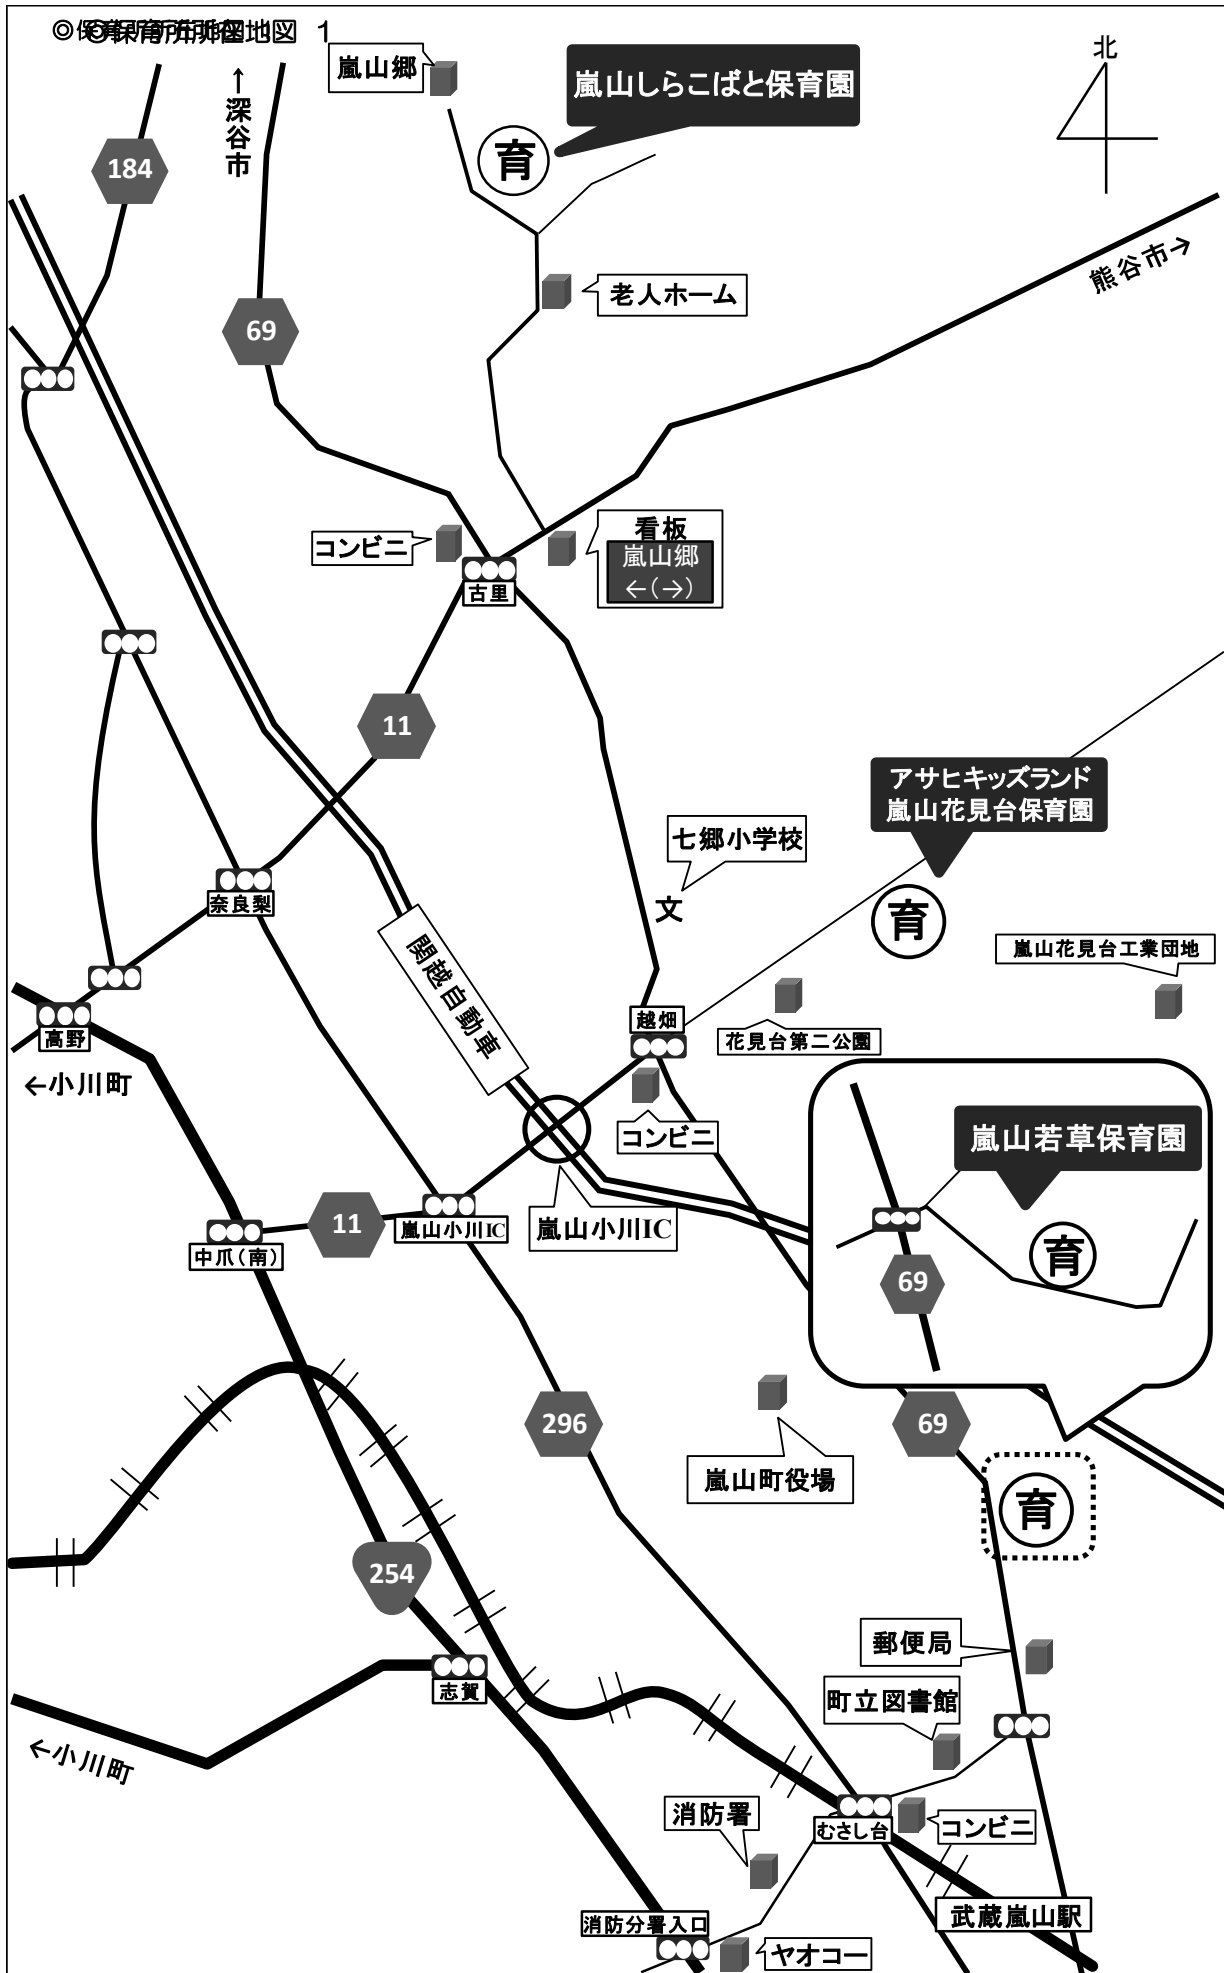 ◎保育所所在地図 1
北
嵐山郷
嵐山しらこばと保育園
育
↑深谷市
184
熊谷市→
老人ホーム
69
看板
嵐山郷
←(→)
コンビニ
古里
11
アサヒキッズランド
嵐山花見台保育園
七郷小学校
文
育
奈良梨
嵐山花見台工業団地
関越自動車
越畑
花見台第二公園
高野
←小川町
コンビニ
嵐山若草保育園
育
69
嵐山小川IC
11
嵐山小川IC
中爪(南)
296
69
嵐山町役場
育
254
郵便局
志賀
町立図書館
←小川町
消防署
むさし台
コンビニ
武蔵嵐山駅
消防分署入口
ヤオコー